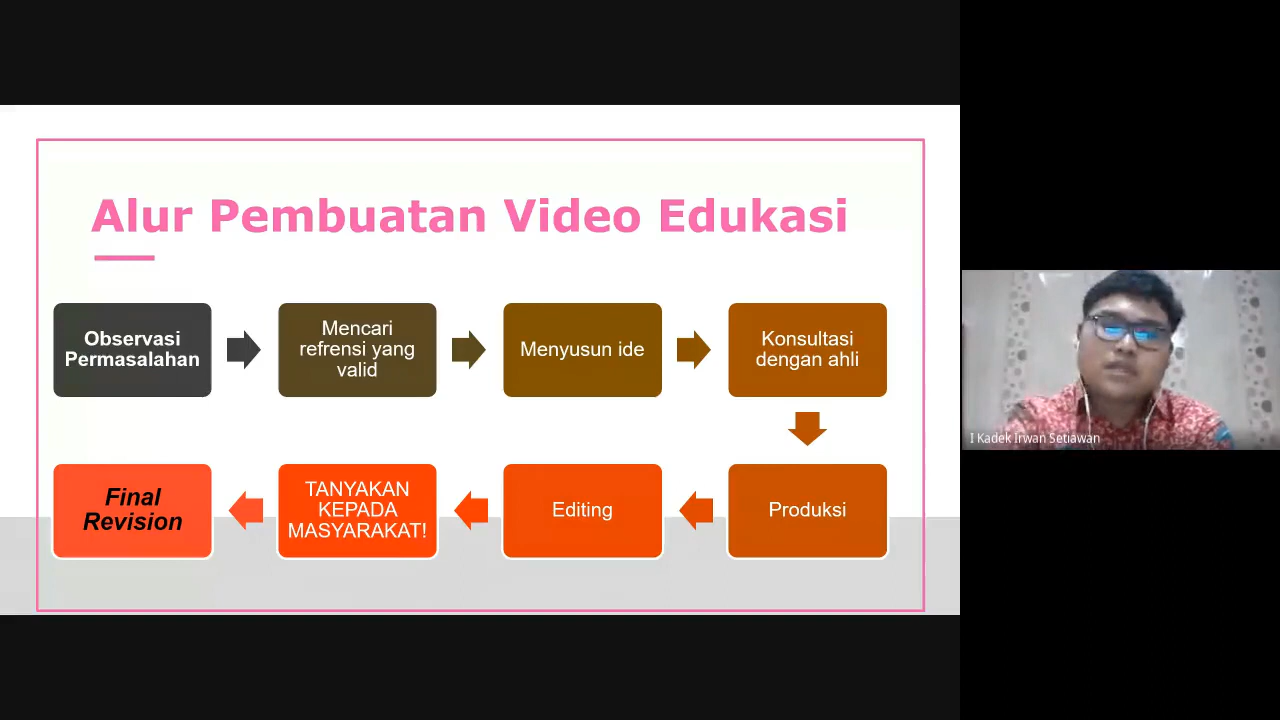 Alur Pembuatan Video Edukasi
Observasi
Permasalahan
Mencari
refrensi yang
valid
Menyusun ide
Konsultasi
dengan ahli
Produksi
Editing
TANYAKAN
KEPADA
MASYARAKAT!
Final
Revision
I Kadek Irwan Setiawan